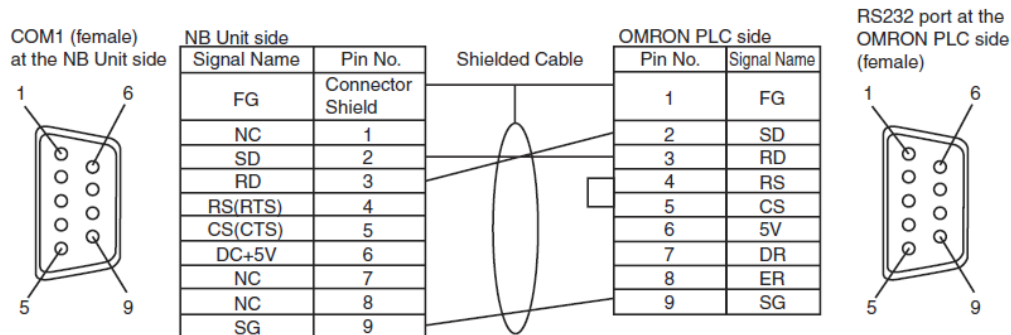 COM1 (female)
at the NB Unit side
1 6
5 9
NB Unit side
Signal Name Pin No.
FG Connector
Shield
NC 1
SD 2
RD 3
RS(RTS) 4
CS(CTS) 5
DC+5V 6
NC 7
NC 8
SG 9
Shielded Cable
OMRON PLC side
Pin No. Signal Name
1 FG
2 SD
3 RD
4 RS
5 CS
6 5V
7 DR
8 ER
9 SG
RS232 port at the
OMRON PLC side
(female)
1 6
5 9